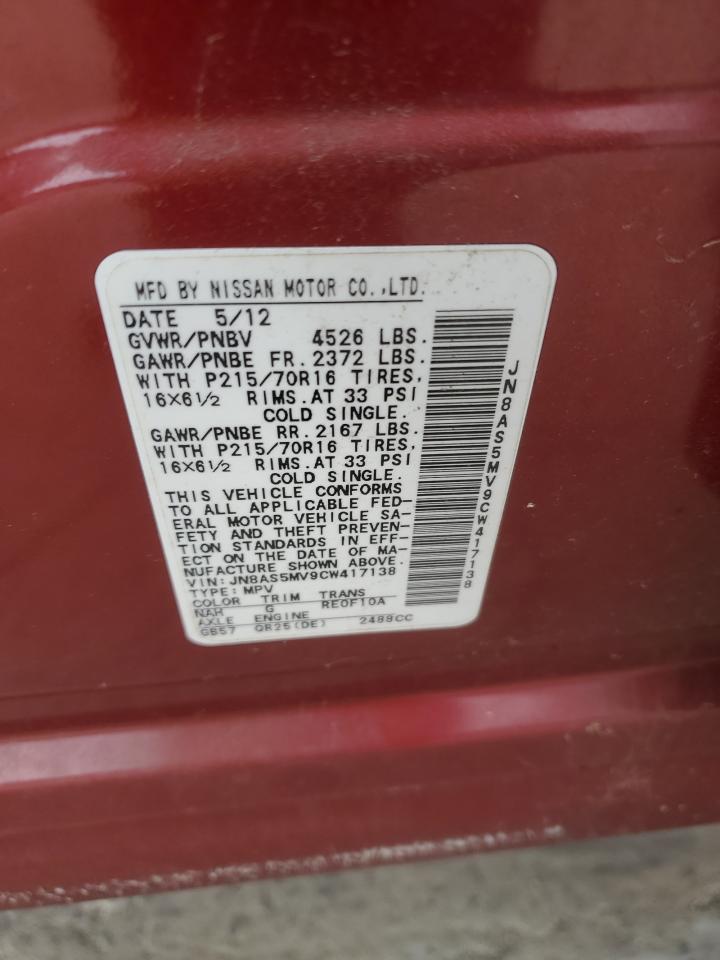 MFD BY NISSAN MOTOR CO.,LTD.
DATE 5/12
GVWR/PNBV 4526 LBS.
GAWR/PNBE FR. 2372 LBS.
WITH P215/70R16 TIRES,
16X6½ RIMS. AT 33 PSI
COLD SINGLE.
GAWR/PNBE RR. 2167 LBS.
WITH P215/70R16 TIRES,
16X6½ RIMS. AT 33 PSI
COLD SINGLE.
THIS VEHICLE CONFORMS
TO ALL APPLICABLE FED-
ERAL MOTOR VEHICLE SA-
FETY AND THEFT PREVEN-
TION STANDARDS IN EFF-
ECT ON THE DATE OF MA-
NUFACTURE SHOWN ABOVE.
VIN: JN8AS5MV9CW417138
TYPE: MPV
COLOR TRIM TRANS
NAH G RE0F10A
AXLE ENGINE
GB57 QR25(DE) 2488CC
JN8AS5MV9CW417138